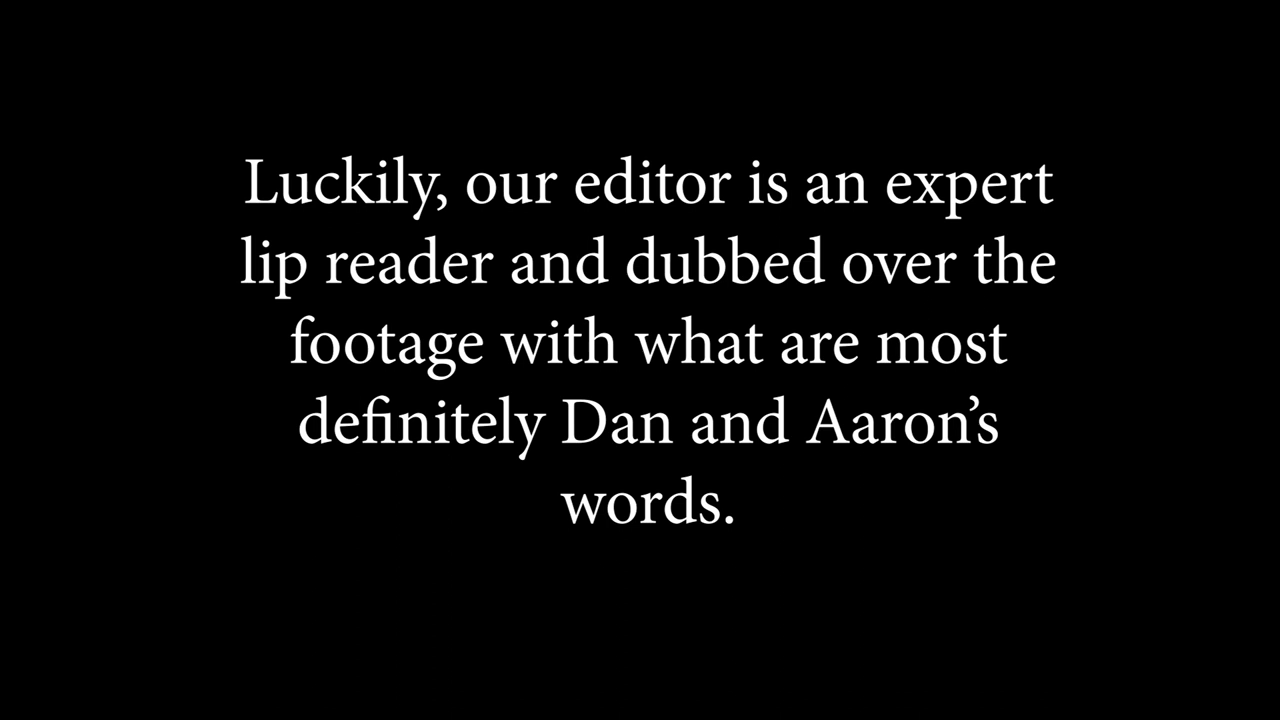 Luckily, our editor is an expert
lip reader and dubbed over the
footage with what are most
definitely Dan and Aaron’s
words.